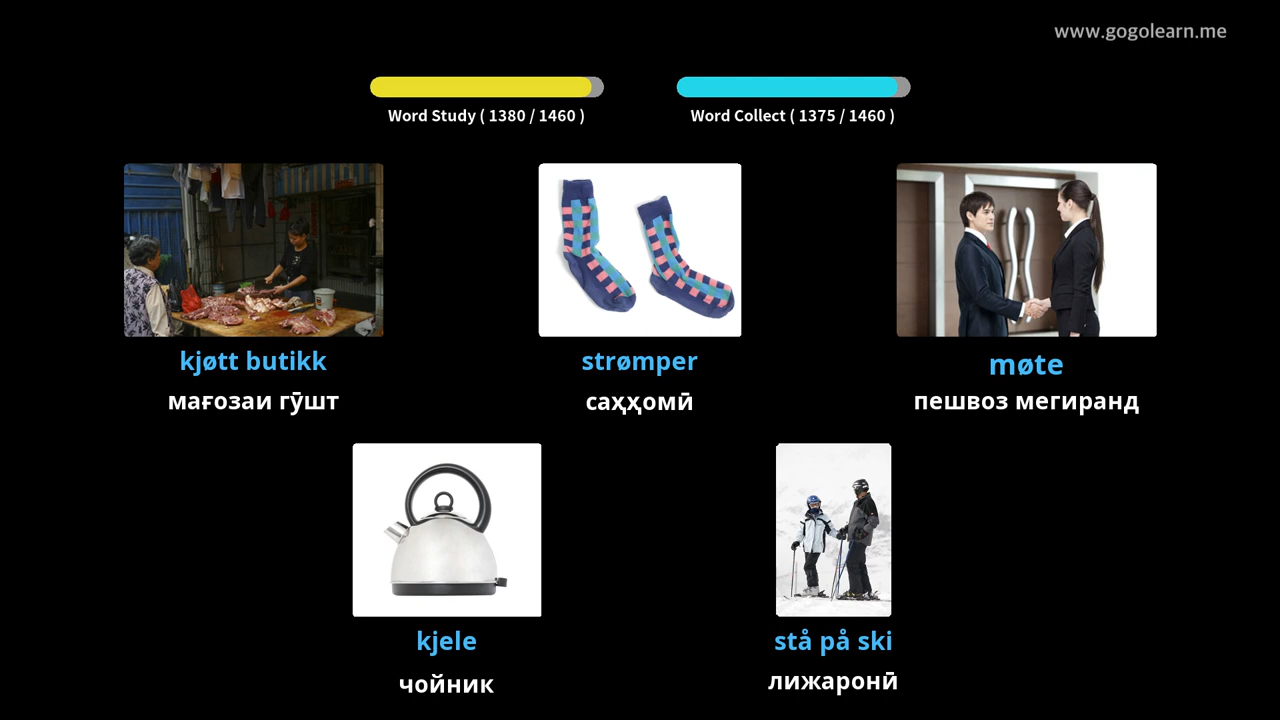 www.gogolearn.me
Word Study ( 1380 / 1460 )
Word Collect ( 1375 / 1460 )
kjøtt butikk
мағозаи гӯшт
strømper
саҳҳомӣ
møte
пешвоз мегиранд
kjele
чойник
stå på ski
лижаронӣ